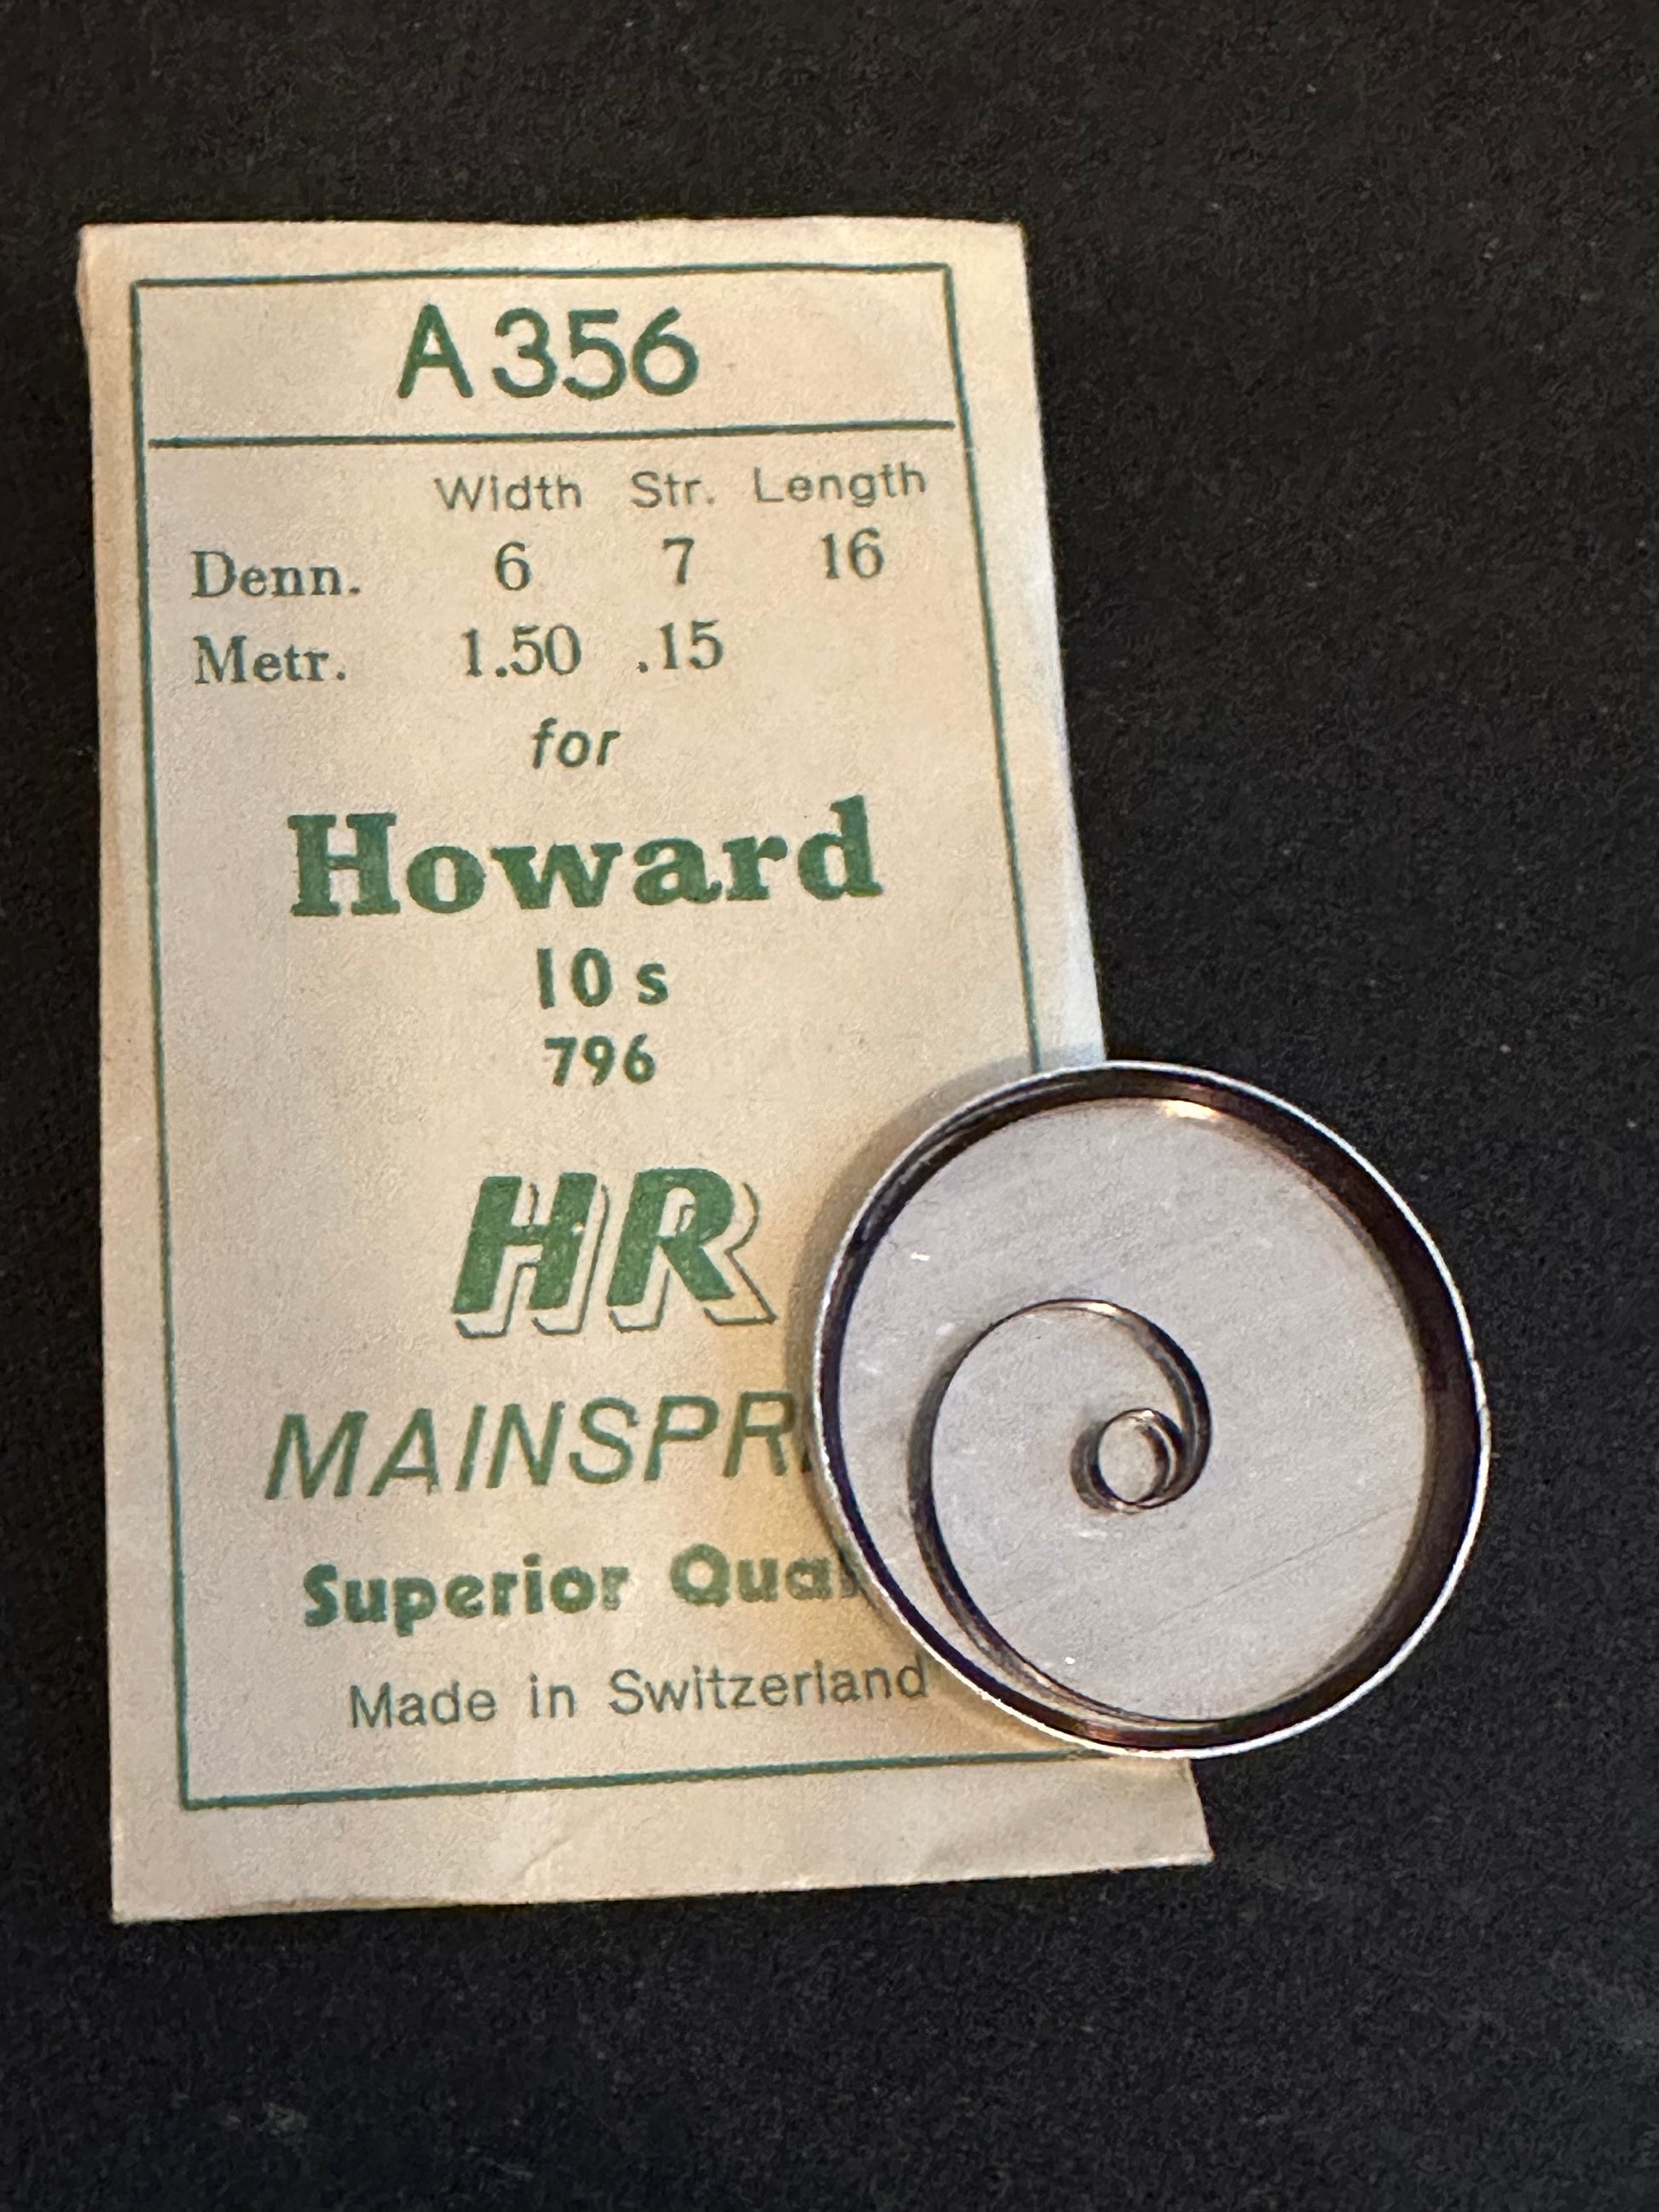 A356
Width Str. Length
Denn. 6 7 16
Metr. 1.50 .15
for
Howard
10 s
796
HR
MAINSPR
Superior Qual
Made in Switzerland